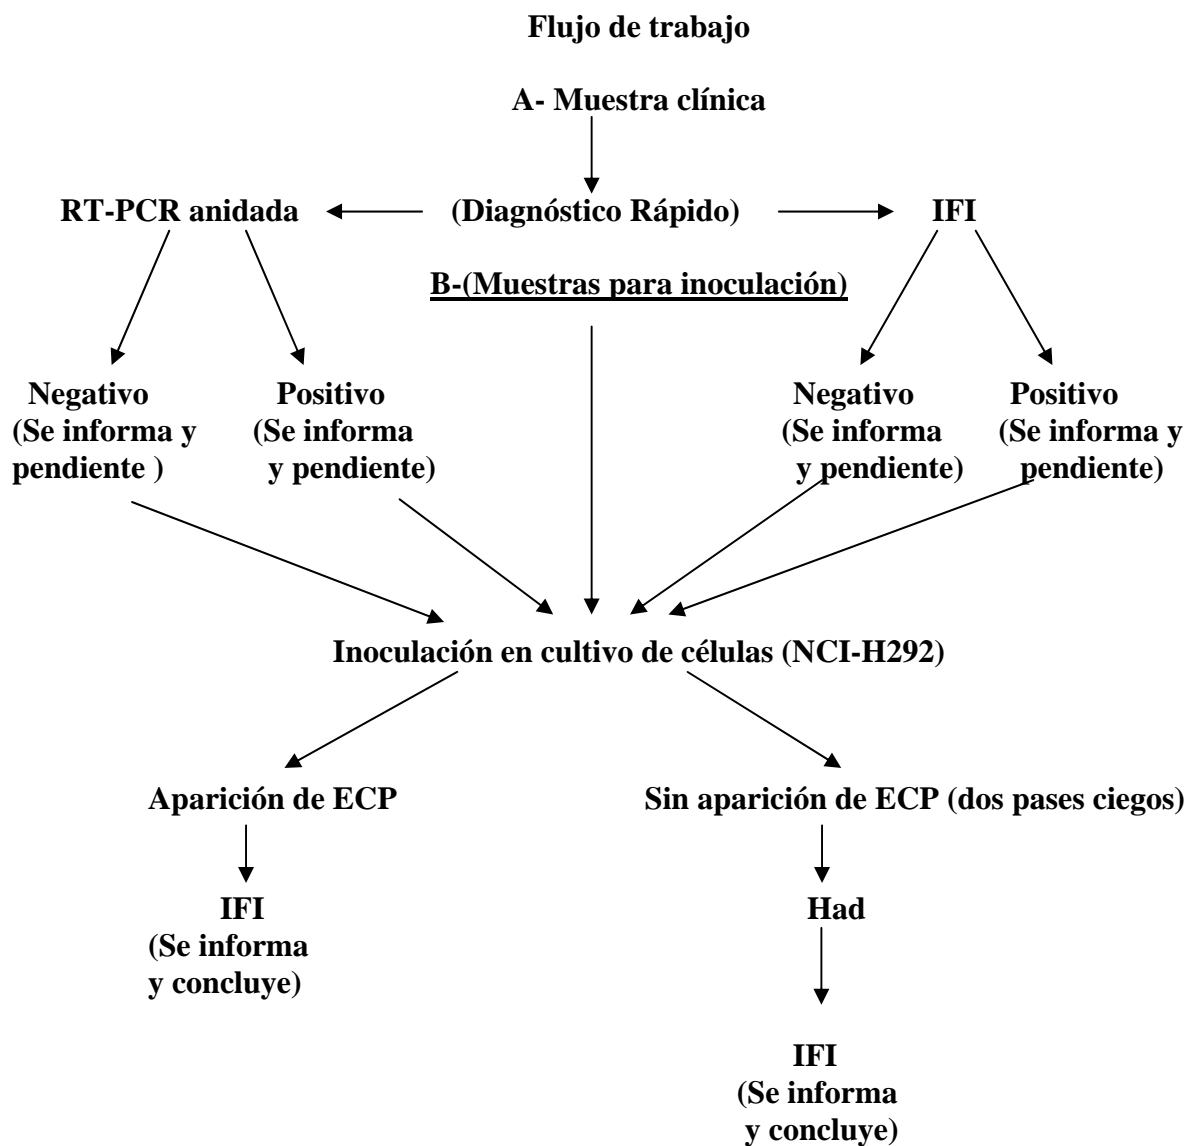 Flujo de trabajo
A- Muestra clínica
RT-PCR anidada (Diagnóstico Rápido) IFI
B-(Muestras para inoculación)
Negativo Positivo Negativo Positivo
(Se informa y (Se informa (Se informa (Se informa y
pendiente ) y pendiente) y pendiente) pendiente)
Inoculación en cultivo de células (NCI-H292)
Aparición de ECP Sin aparición de ECP (dos pases ciegos)
IFI Had
(Se informa
y concluye)
IFI
(Se informa
y concluye)